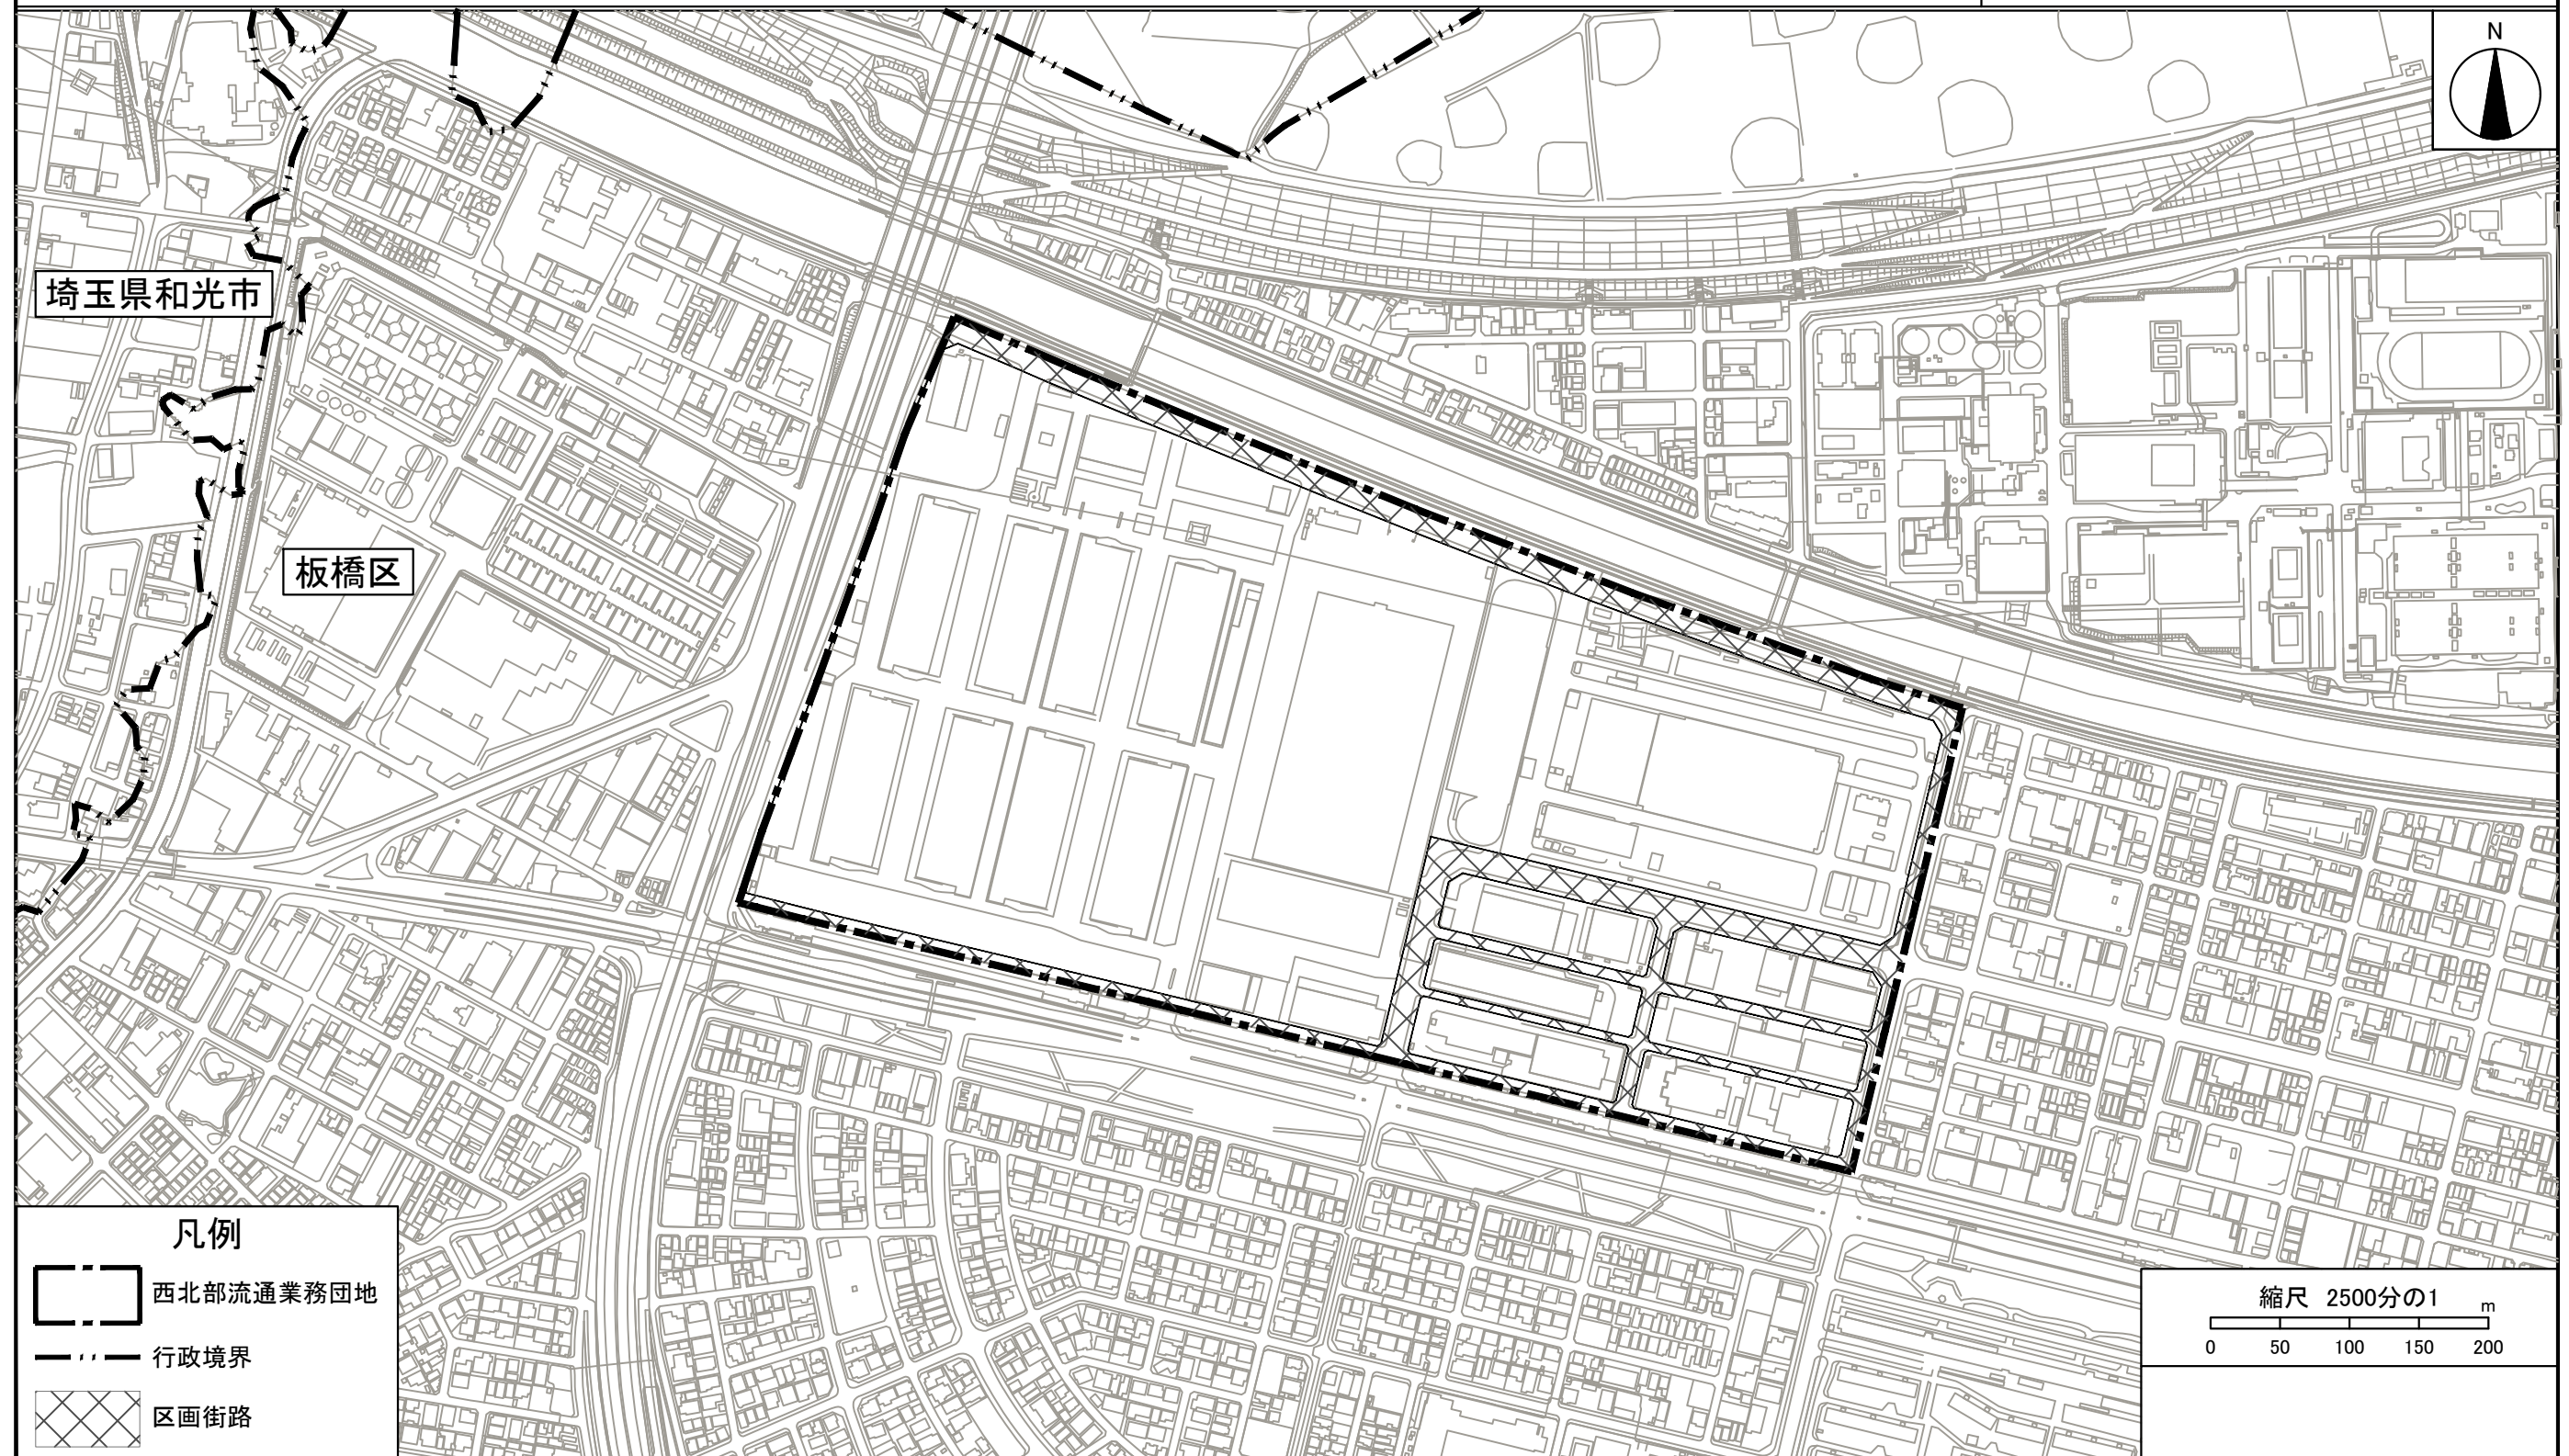 N
埼玉県和光市
板橋区
凡例
西北部流通業務団地
行政境界
区画街路
縮尺 2500分の1
m
0 50 100 150 200